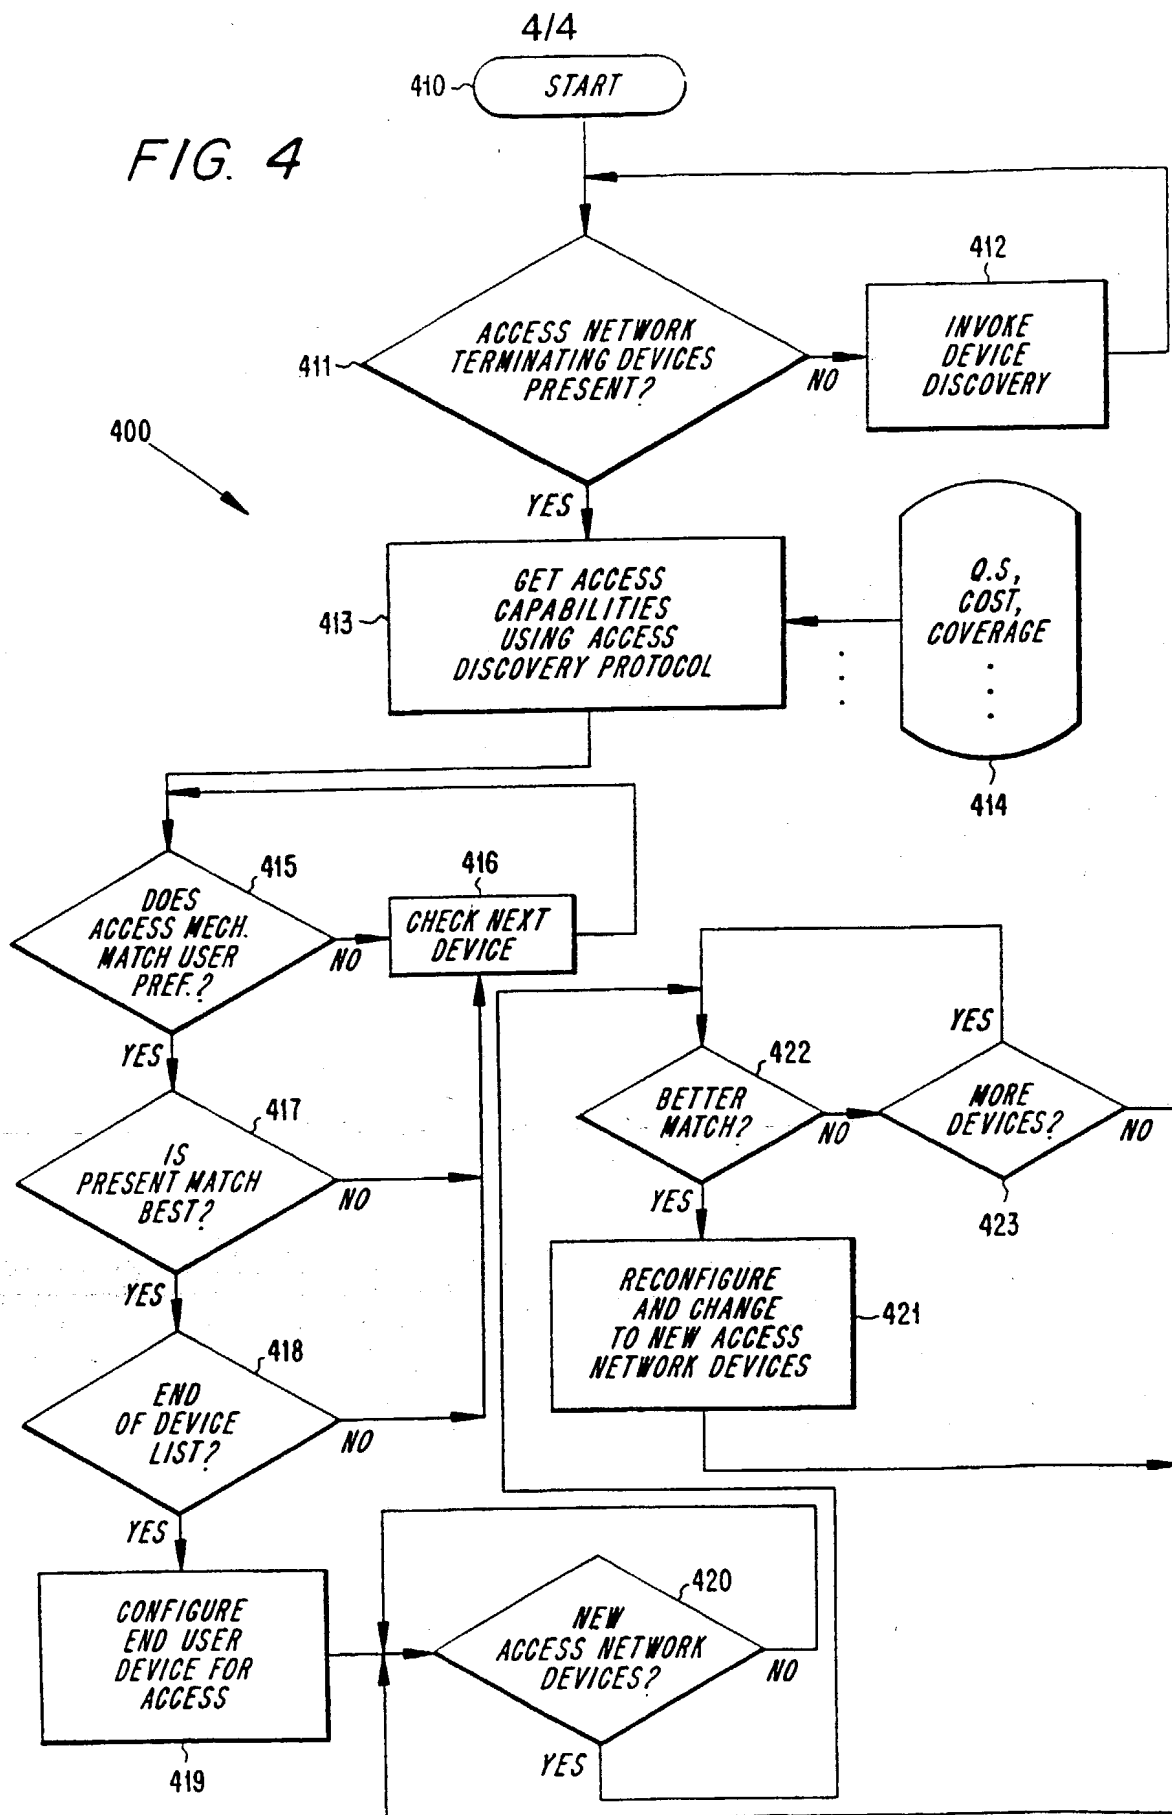 4/4
FIG. 4
410
START
411
ACCESS NETWORK
TERMINATING DEVICES
PRESENT?
NO
YES
412
INVOKE
DEVICE
DISCOVERY
400
413
GET ACCESS
CAPABILITIES
USING ACCESS
DISCOVERY PROTOCOL
Q.S,
COST,
COVERAGE
414
415
DOES
ACCESS MECH.
MATCH USER
PREF.?
NO
YES
416
CHECK NEXT
DEVICE
417
IS
PRESENT MATCH
BEST?
NO
YES
418
END
OF DEVICE
LIST?
NO
YES
CONFIGURE
END USER
DEVICE FOR
ACCESS
419
420
NEW
ACCESS NETWORK
DEVICES?
NO
YES
422
BETTER
MATCH?
NO
YES
YES
MORE
DEVICES?
NO
423
RECONFIGURE
AND CHANGE
TO NEW ACCESS
NETWORK DEVICES
421